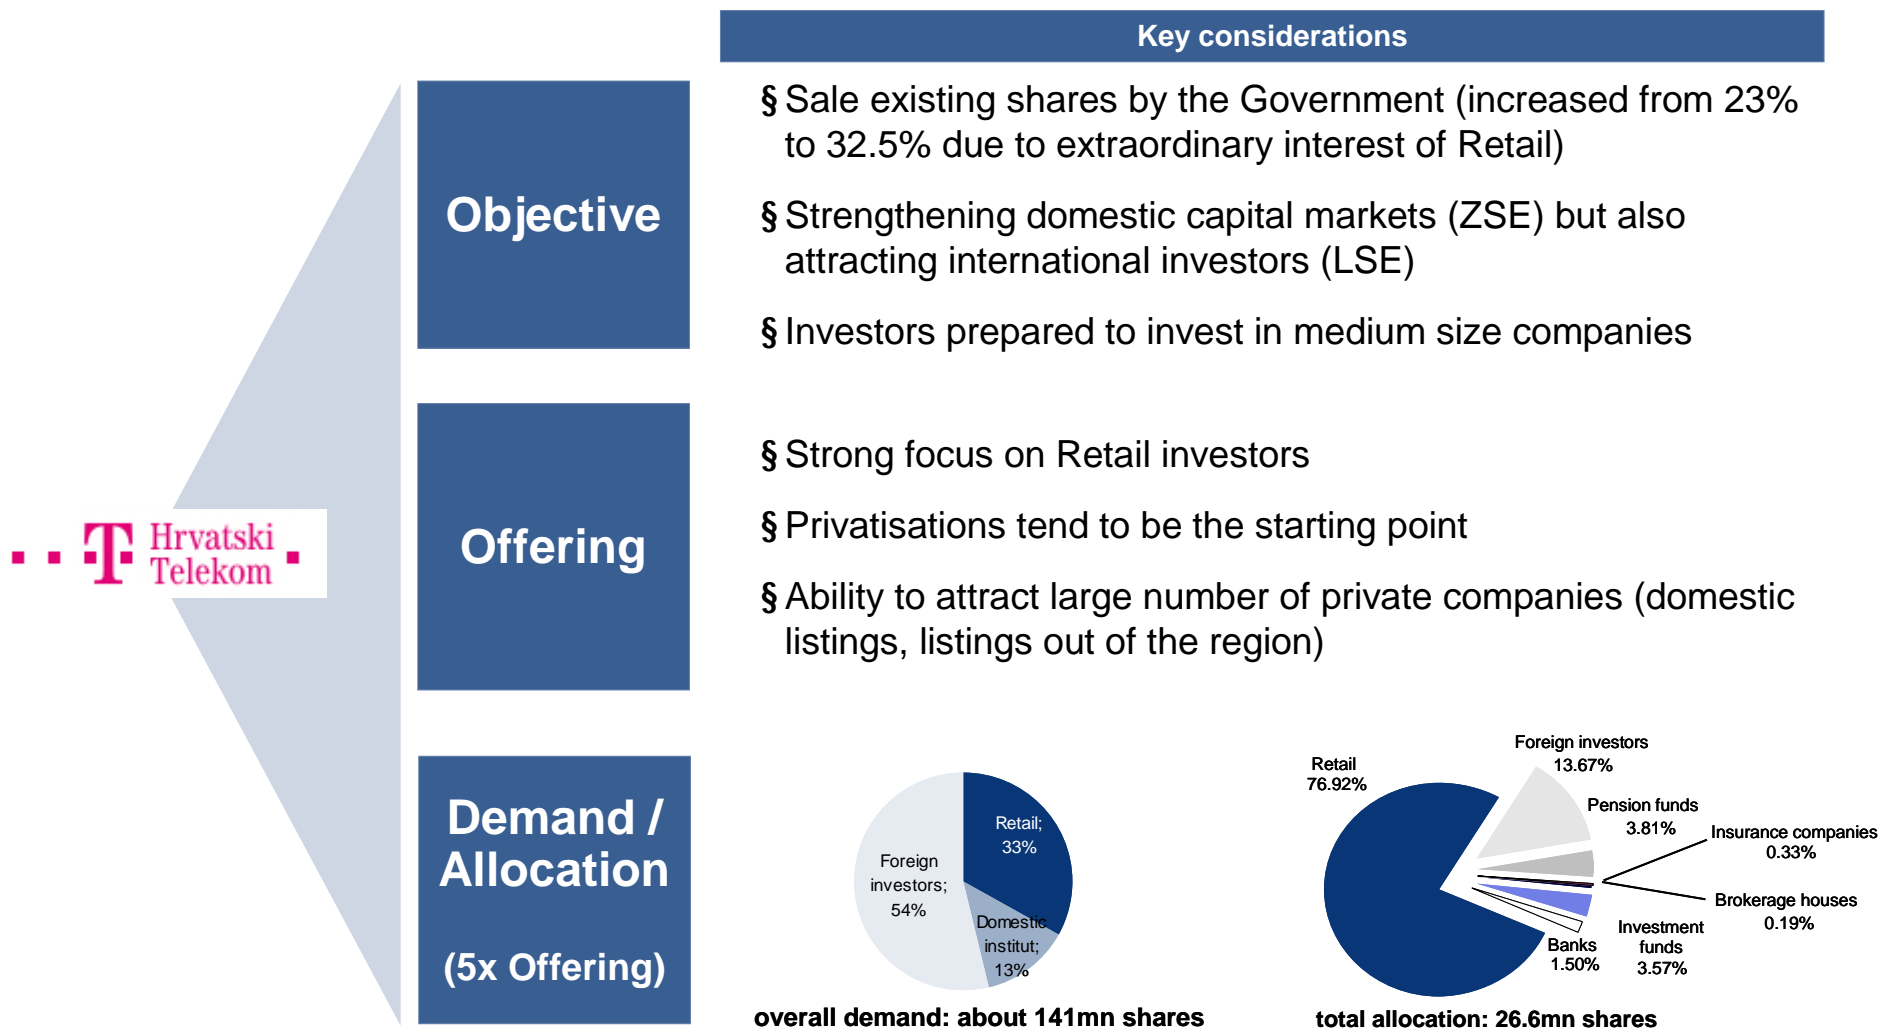 Key considerations
Objective
§ Sale existing shares by the Government (increased from 23%
to 32.5% due to extraordinary interest of Retail)
§ Strengthening domestic capital markets (ZSE) but also
attracting international investors (LSE)
§ Investors prepared to invest in medium size companies
T Hrvatski
Telekom
Offering
§ Strong focus on Retail investors
§ Privatisations tend to be the starting point
§ Ability to attract large number of private companies (domestic
listings, listings out of the region)
Demand /
Allocation
(5x Offering)
Retail;
33%
Foreign
investors;
54%
Domestic
institut;
13%
overall demand: about 141mn shares
Retail
76.92%
Foreign investors
13.67%
Pension funds
3.81%
Insurance companies
0.33%
Brokerage houses
0.19%
Investment
funds
3.57%
Banks
1.50%
total allocation: 26.6mn shares